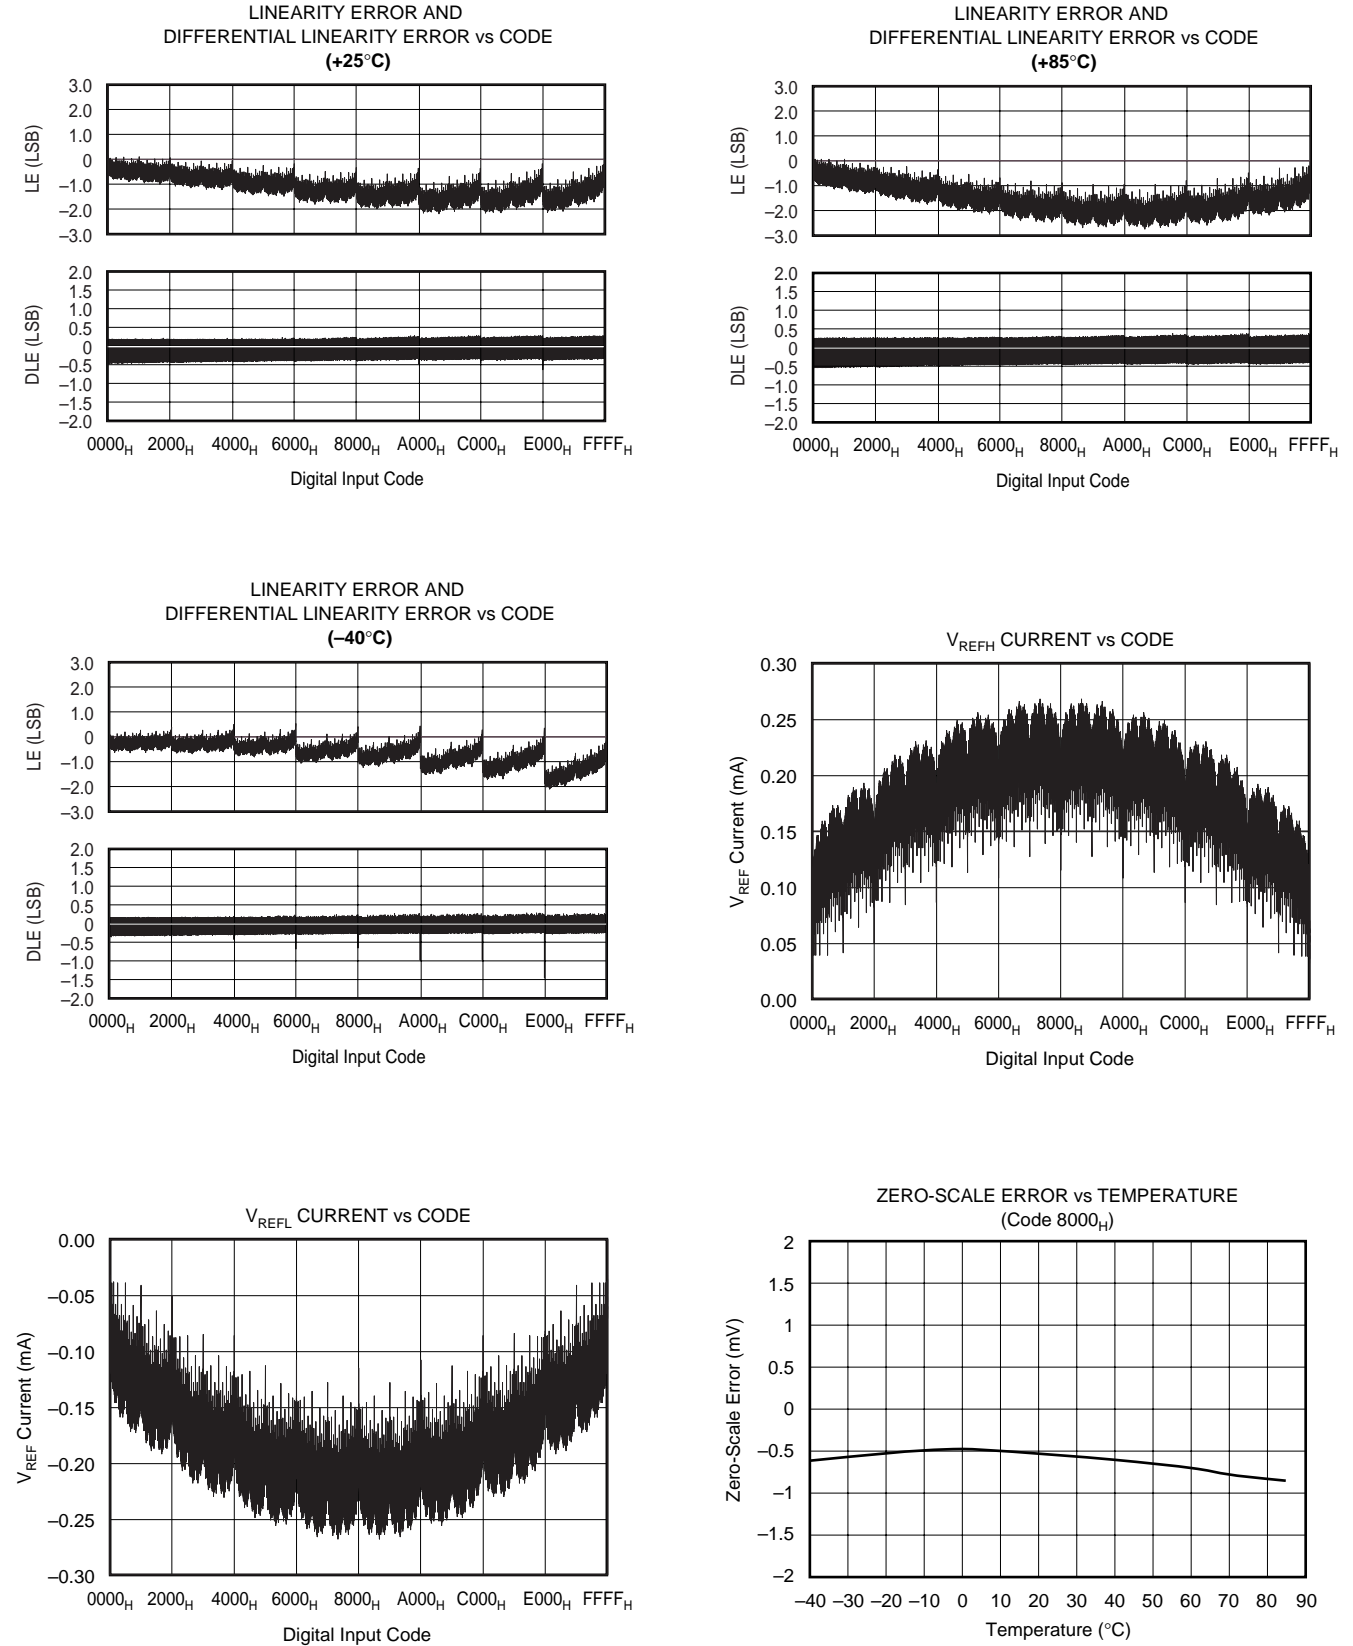 LINEARITY ERROR AND
DIFFERENTIAL LINEARITY ERROR vs CODE
(+25°C)
3.0
2.0
1.0
0
–1.0
–2.0
–3.0
LE (LSB)
2.0
1.5
1.0
0.5
0
–0.5
–1.0
–1.5
–2.0
DLE (LSB)
0000H 2000H 4000H 6000H 8000H A000H C000H E000H FFFFH
Digital Input Code
LINEARITY ERROR AND
DIFFERENTIAL LINEARITY ERROR vs CODE
(+85°C)
3.0
2.0
1.0
0
–1.0
–2.0
–3.0
LE (LSB)
2.0
1.5
1.0
0.5
0
–0.5
–1.0
–1.5
–2.0
DLE (LSB)
0000H 2000H 4000H 6000H 8000H A000H C000H E000H FFFFH
Digital Input Code
LINEARITY ERROR AND
DIFFERENTIAL LINEARITY ERROR vs CODE
(–40°C)
3.0
2.0
1.0
0
–1.0
–2.0
–3.0
LE (LSB)
2.0
1.5
1.0
0.5
0
–0.5
–1.0
–1.5
–2.0
DLE (LSB)
0000H 2000H 4000H 6000H 8000H A000H C000H E000H FFFFH
Digital Input Code
VREFH CURRENT vs CODE
0.30
0.25
0.20
0.15
0.10
0.05
0.00
VREF Current (mA)
0000H 2000H 4000H 6000H 8000H A000H C000H E000H FFFFH
Digital Input Code
VREFL CURRENT vs CODE
0.00
–0.05
–0.10
–0.15
–0.20
–0.25
–0.30
VREF Current (mA)
0000H 2000H 4000H 6000H 8000H A000H C000H E000H FFFFH
Digital Input Code
ZERO-SCALE ERROR vs TEMPERATURE
(Code 8000H)
2
1.5
1
0.5
0
–0.5
–1
–1.5
–2
Zero-Scale Error (mV)
–40 –30 –20 –10 0 10 20 30 40 50 60 70 80 90
Temperature (°C)